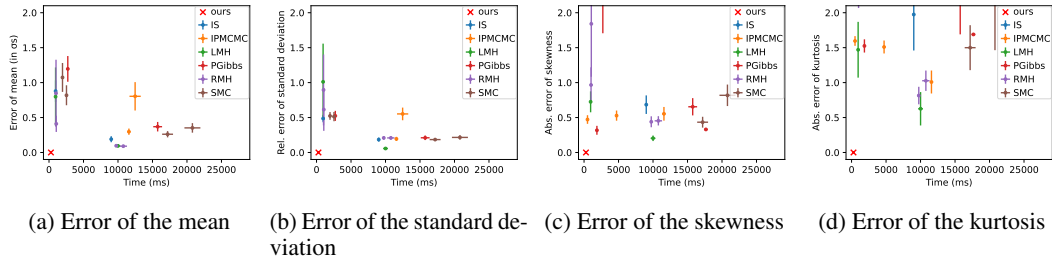 Error of the mean (in σs)
2.0
1.5
1.0
0.5
0.0
0 5000 10000 15000 20000 25000
Time (ms)
ours
IS
IPMCMC
LMH
PGibbs
RMH
SMC
(a) Error of the mean
Rel. error of standard deviation
2.0
1.5
1.0
0.5
0.0
0 5000 10000 15000 20000 25000
Time (ms)
ours
IS
IPMCMC
LMH
PGibbs
RMH
SMC
(b) Error of the standard de-
viation
Abs. error of skewness
2.0
1.5
1.0
0.5
0.0
0 5000 10000 15000 20000 25000
Time (ms)
ours
IS
IPMCMC
LMH
PGibbs
RMH
SMC
(c) Error of the skewness
Abs. error of kurtosis
2.0
1.5
1.0
0.5
0.0
0 5000 10000 15000 20000 25000
Time (ms)
ours
IS
IPMCMC
LMH
PGibbs
RMH
SMC
(d) Error of the kurtosis